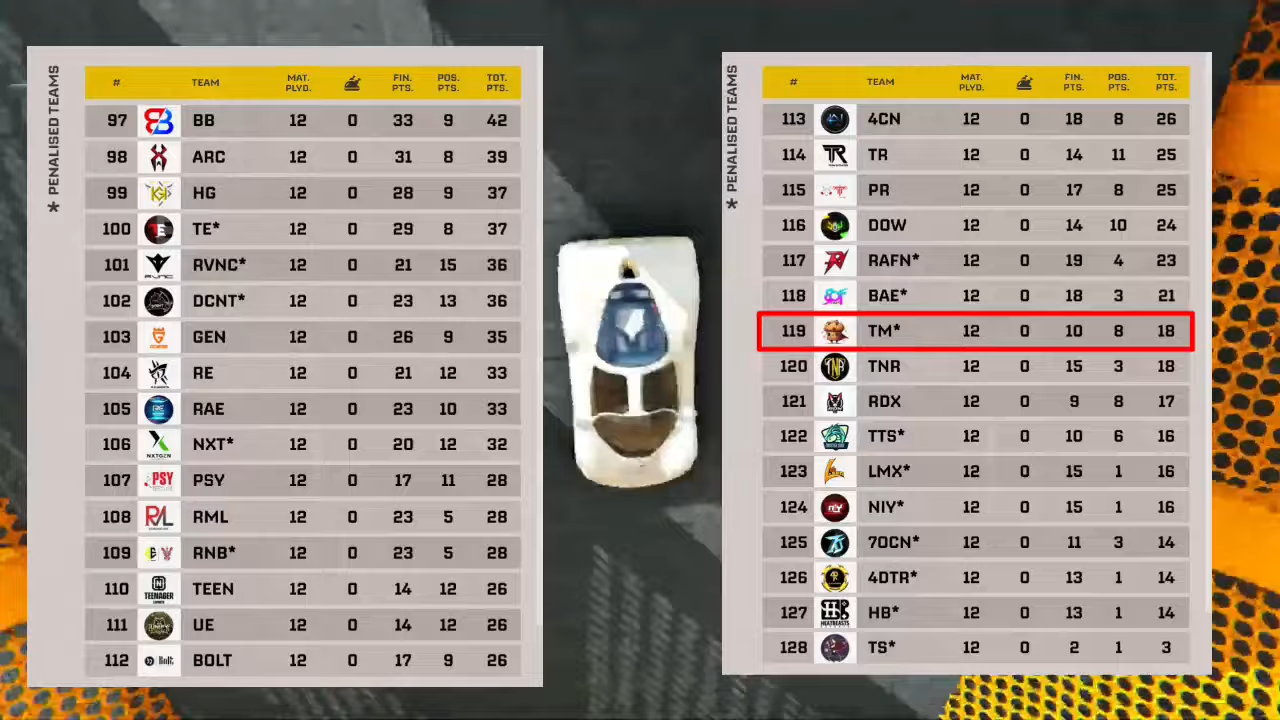 * PENALISED TEAMS
# TEAM MAT. PLYD. FIN. PTS. POS. PTS. TOT. PTS.
97 BB 12 0 33 9 42
98 ARC 12 0 31 8 39
99 HG 12 0 28 9 37
100 TE* 12 0 29 8 37
101 RVNC* 12 0 21 15 36
102 DCNT* 12 0 23 13 36
103 GEN 12 0 26 9 35
104 RE 12 0 21 12 33
105 RAE 12 0 23 10 33
106 NXTGEN NXT* 12 0 20 12 32
107 PSY PSY 12 0 17 11 28
108 RML 12 0 23 5 28
109 RNB* 12 0 23 5 28
110 TEENAGER TEEN 12 0 14 12 26
111 UE 12 0 14 12 26
112 Bolt. BOLT 12 0 17 9 26
* PENALISED TEAMS
# TEAM MAT. PLYD. FIN. PTS. POS. PTS. TOT. PTS.
113 4CN 12 0 18 8 26
114 TR 12 0 14 11 25
115 PR 12 0 17 8 25
116 DOW 12 0 14 10 24
117 RAFN* 12 0 19 4 23
118 BAE* 12 0 18 3 21
119 TM* 12 0 10 8 18
120 TNR TNR 12 0 15 3 18
121 RDX 12 0 9 8 17
122 TTS* 12 0 10 6 16
123 LMX* 12 0 15 1 16
124 NIY* 12 0 15 1 16
125 7OCN* 12 0 11 3 14
126 4DTR* 12 0 13 1 14
127 HEATBEASTS HB* 12 0 13 1 14
128 TS* 12 0 2 1 3